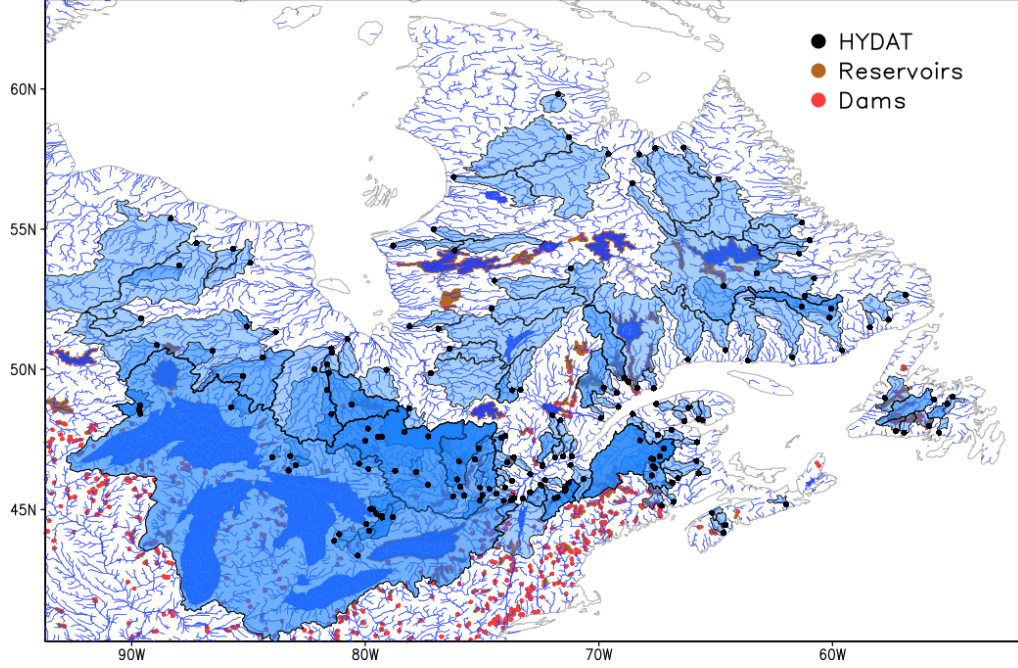 HYDAT
60N
Reservoirs
Dams
55N
50N
45N
90W
80W
70W
60W